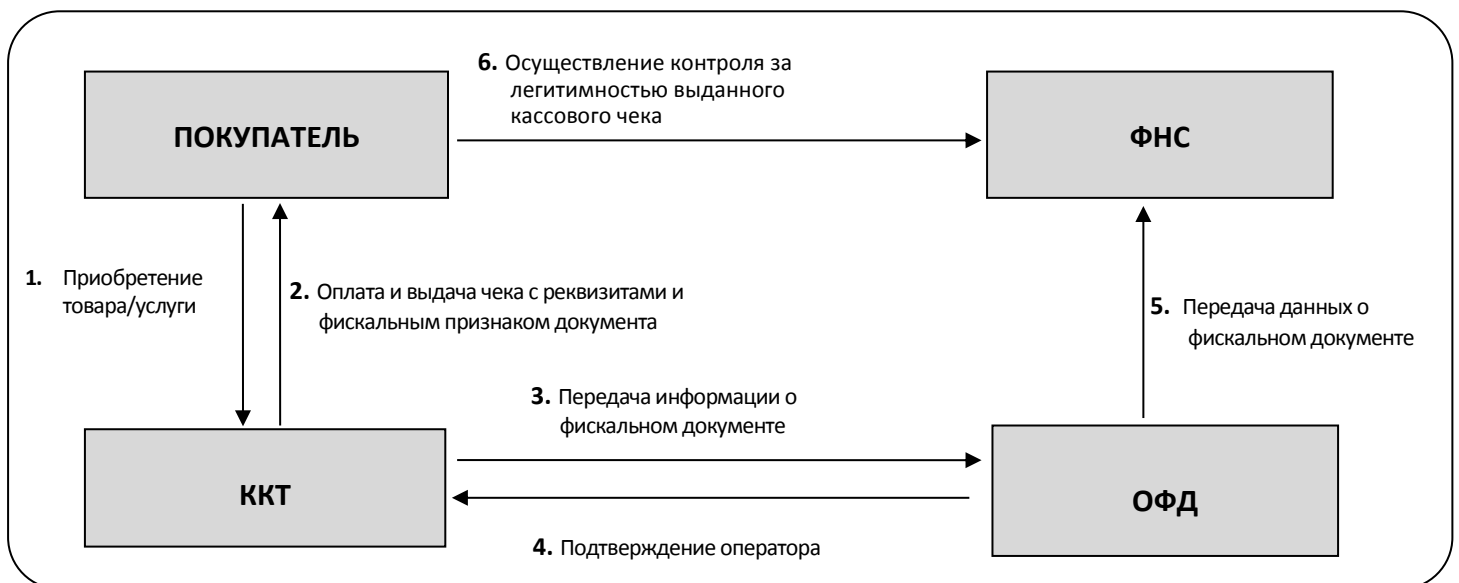 6. Осуществление контроля за
легитимностью выданного
кассового чека
ПОКУПАТЕЛЬ
ФНС
1. Приобретение
товара/услуги
2. Оплата и выдача чека с реквизитами и
фискальным признаком документа
5. Передача данных о
фискальном документе
3. Передача информации о
фискальном документе
ККТ
ОФД
4. Подтверждение оператора